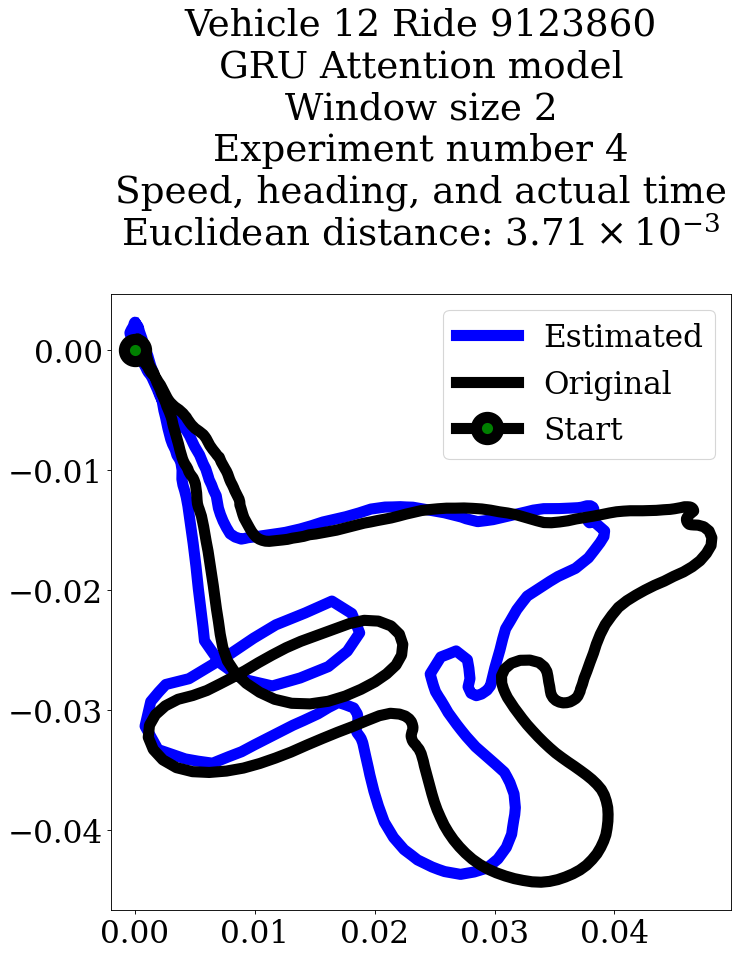 Vehicle 12 Ride 9123860
GRU Attention model
Window size 2
Experiment number 4
Speed, heading, and actual time
Euclidean distance: 3.71 × 10⁻³
Estimated
Original
Start
0.00
−0.01
−0.02
−0.03
−0.04
0.00 0.01 0.02 0.03 0.04